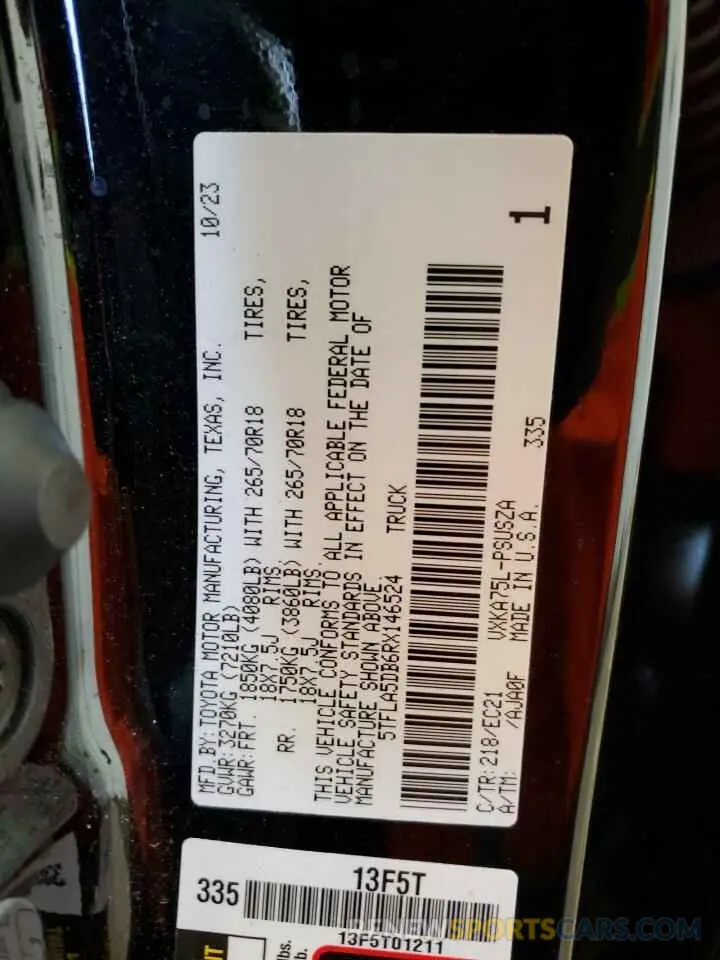 MFD.BY: TOYOTA MOTOR MANUFACTURING, TEXAS, INC. 10/23
GVWR: 3270KG (7210LB)
GAWR: FRT. 1850KG (4080LB) WITH 265/70R18 TIRES,
18X7.5J RIMS.
RR. 1750KG (3860LB) WITH 265/70R18 TIRES,
18X7.5J RIMS.
THIS VEHICLE CONFORMS TO ALL APPLICABLE FEDERAL MOTOR
VEHICLE SAFETY STANDARDS IN EFFECT ON THE DATE OF
MANUFACTURE SHOWN ABOVE.
5TFLA5DB6RX146524 TRUCK
1
C/TR: 218/EC21 VXKA75L-PSUSZA
A/TM: /AJA0F MADE IN U.S.A. 335
13F5T
335
13F5T01211
lbs.
RENEWSPORTSCARS.COM